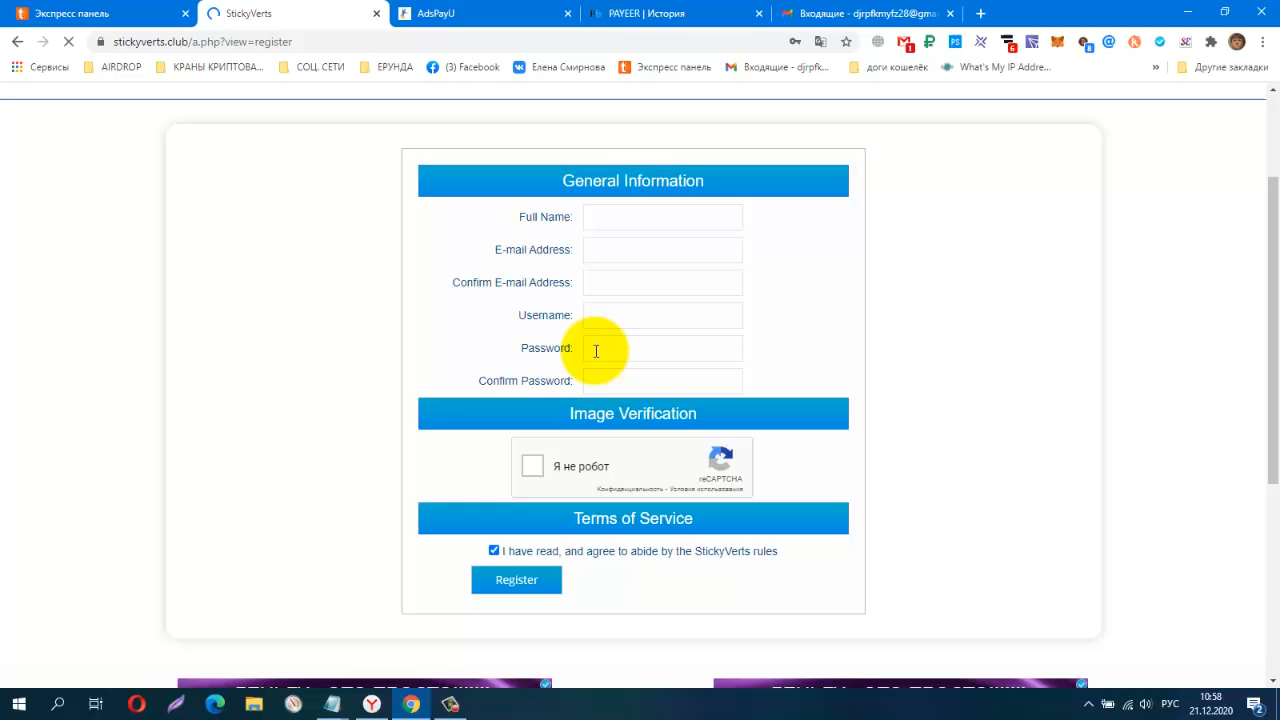 Экспресс панель
StickyVerts
AdsPayU
PAYEER | История
Входящие - djrpfkmyfz28@gma
stickyverts.club/a.php?view=register
1
6
8
Сервисы
AIRDROP
КРАНЫ КРИПТОВА...
СОЦ. СЕТИ
ЕРУНДА
(3) Facebook
Елена Смирнова
Экспресс панель
Входящие - djrpfk...
доги кошелёк
What's My IP Addre...
»
Другие закладки
General Information
Full Name:
E-mail Address:
Confirm E-mail Address:
Username:
Password:
Confirm Password:
Image Verification
Я не робот
reCAPTCHA
Конфиденциальность - Условия использования
Terms of Service
I have read, and agree to abide by the StickyVerts rules
Register
РУС
10:58
21.12.2020
2